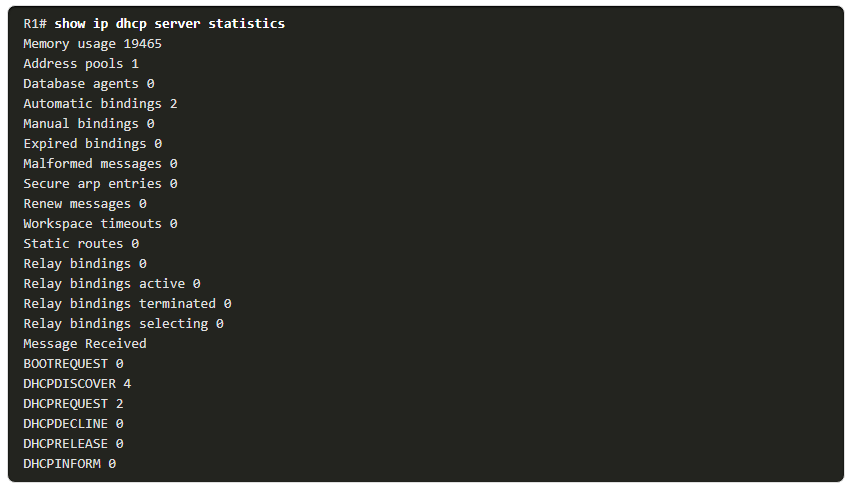 R1# show ip dhcp server statistics
Memory usage 19465
Address pools 1
Database agents 0
Automatic bindings 2
Manual bindings 0
Expired bindings 0
Malformed messages 0
Secure arp entries 0
Renew messages 0
Workspace timeouts 0
Static routes 0
Relay bindings 0
Relay bindings active 0
Relay bindings terminated 0
Relay bindings selecting 0
Message Received
BOOTREQUEST 0
DHCPDISCOVER 4
DHCPREQUEST 2
DHCPDECLINE 0
DHCPRELEASE 0
DHCPINFORM 0